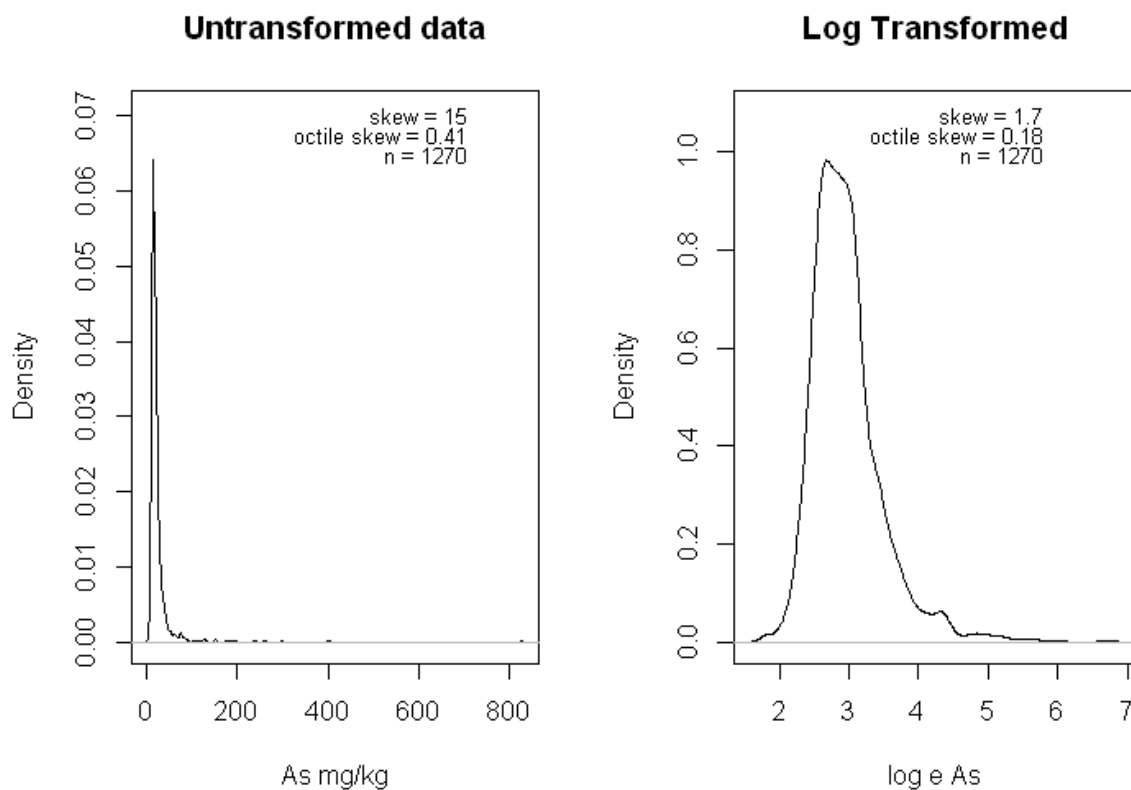 Untransformed data
skew = 15
octile skew = 0.41
n = 1270
0.07
0.06
0.05
0.04
0.03
0.02
0.01
0.00
Density
0 200 400 600 800
As mg/kg
Log Transformed
skew = 1.7
octile skew = 0.18
n = 1270
1.0
0.8
0.6
0.4
0.2
0.0
Density
2 3 4 5 6 7
log e As